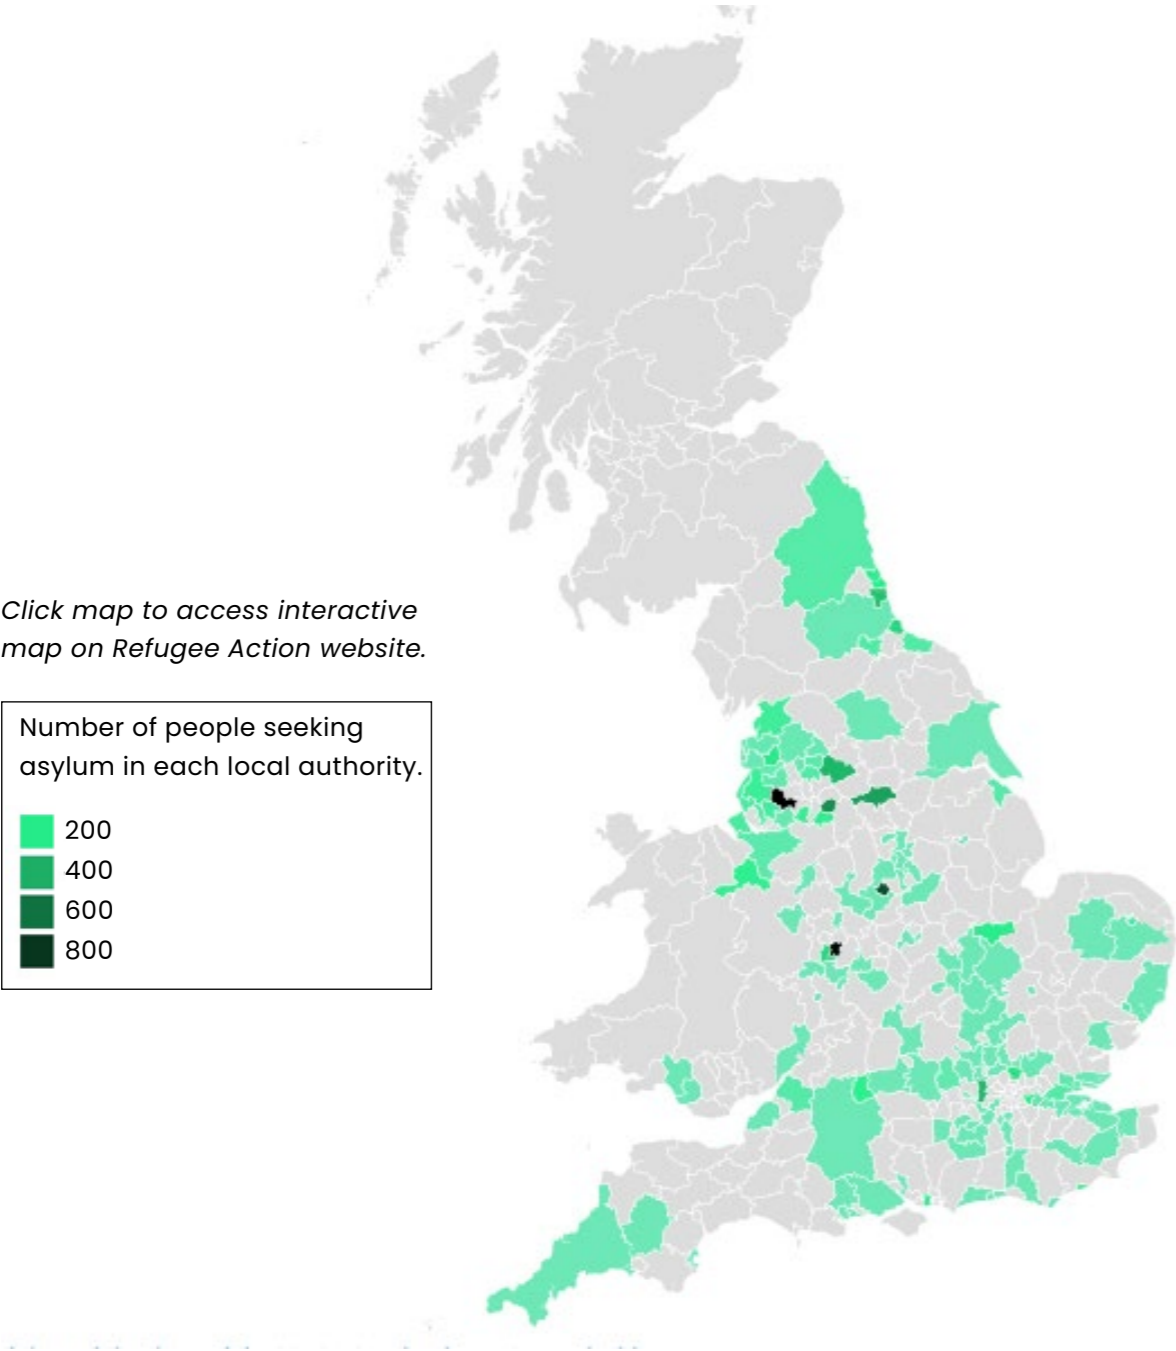 Click map to access interactive
map on Refugee Action website.
Number of people seeking
asylum in each local authority.
200
400
600
800